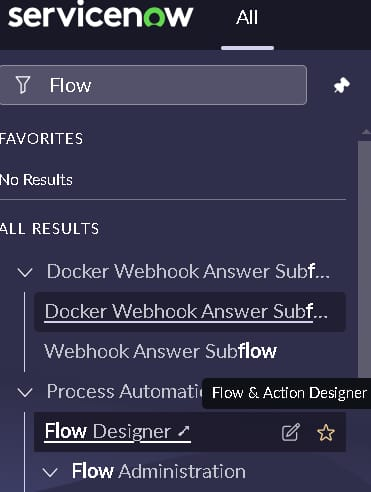 servicenow
All
Flow
FAVORITES
No Results
ALL RESULTS
Docker Webhook Answer Subf...
Docker Webhook Answer Subf...
Webhook Answer Subflow
Process Automati
Flow & Action Designer
Flow Designer
Flow Administration